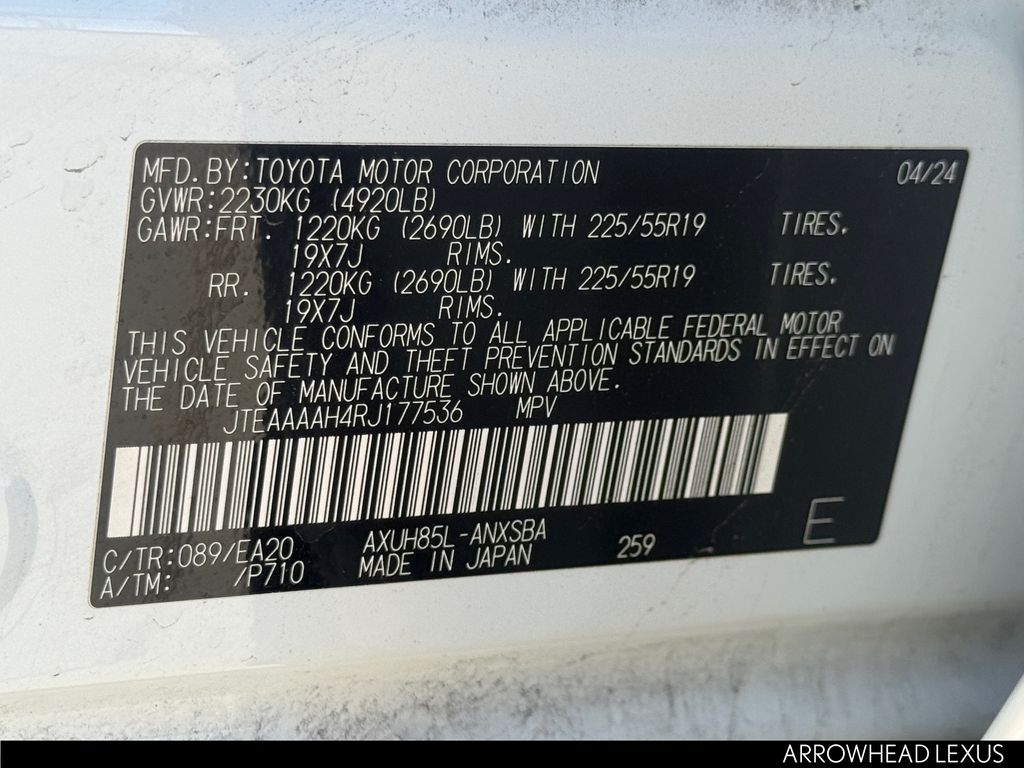 MFD. BY: TOYOTA MOTOR CORPORATION 04/24
GVWR: 2230KG (4920LB)
GAWR: FRT. 1220KG (2690LB) WITH 225/55R19 TIRES.
19X7J RIMS.
RR. 1220KG (2690LB) WITH 225/55R19 TIRES.
19X7J RIMS.
THIS VEHICLE CONFORMS TO ALL APPLICABLE FEDERAL MOTOR
VEHICLE SAFETY AND THEFT PREVENTION STANDARDS IN EFFECT ON
THE DATE OF MANUFACTURE SHOWN ABOVE.
JTEAAAAH4RJ177536 MPV
C/TR: 089/EA20 AXUH85L-ANXSBA 259 E
A/TM: /P710 MADE IN JAPAN
ARROWHEAD LEXUS